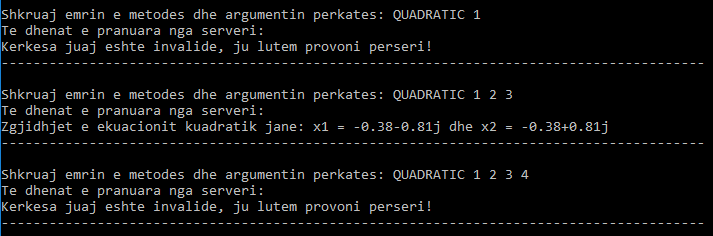 Shkruaj emrin e metodes dhe argumentin perkates: QUADRATIC 1
Te dhenat e pranuara nga serveri:
Kerkesa juaj eshte invalide, ju lutem provoni perseri!
----------------------------------------------------------------------------------------
Shkruaj emrin e metodes dhe argumentin perkates: QUADRATIC 1 2 3
Te dhenat e pranuara nga serveri:
Zgjidhjet e ekuacionit kuadratik jane: x1 = -0.38-0.81j dhe x2 = -0.38+0.81j
----------------------------------------------------------------------------------------
Shkruaj emrin e metodes dhe argumentin perkates: QUADRATIC 1 2 3 4
Te dhenat e pranuara nga serveri:
Kerkesa juaj eshte invalide, ju lutem provoni perseri!
----------------------------------------------------------------------------------------